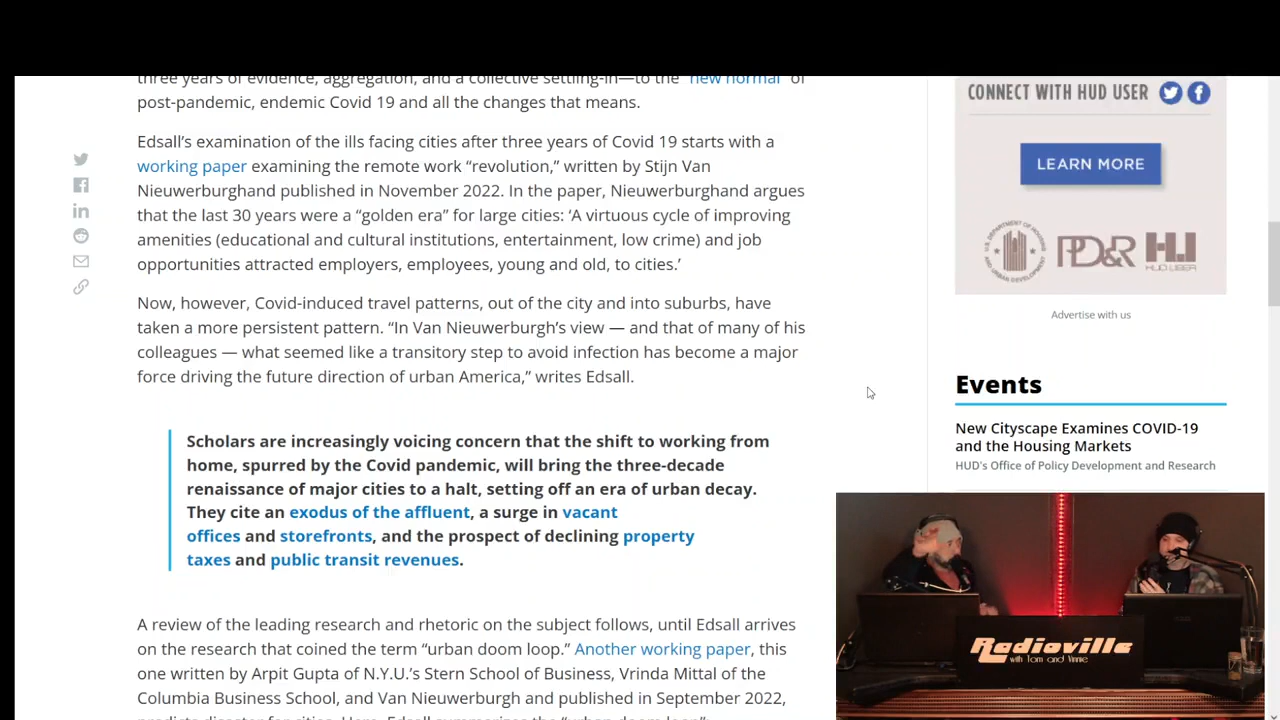 three years of evidence, aggregation, and a collective settling-in—to the "new normal" of
post-pandemic, endemic Covid 19 and all the changes that means.
Edsall's examination of the ills facing cities after three years of Covid 19 starts with a
working paper examining the remote work "revolution," written by Stijn Van
Nieuwerburghand published in November 2022. In the paper, Nieuwerburghand argues
that the last 30 years were a "golden era" for large cities: 'A virtuous cycle of improving
amenities (educational and cultural institutions, entertainment, low crime) and job
opportunities attracted employers, employees, young and old, to cities.'
Now, however, Covid-induced travel patterns, out of the city and into suburbs, have
taken a more persistent pattern. "In Van Nieuwerburgh's view — and that of many of his
colleagues — what seemed like a transitory step to avoid infection has become a major
force driving the future direction of urban America," writes Edsall.
Scholars are increasingly voicing concern that the shift to working from
home, spurred by the Covid pandemic, will bring the three-decade
renaissance of major cities to a halt, setting off an era of urban decay.
They cite an exodus of the affluent, a surge in vacant
offices and storefronts, and the prospect of declining property
taxes and public transit revenues.
A review of the leading research and rhetoric on the subject follows, until Edsall arrives
on the research that coined the term "urban doom loop." Another working paper, this
one written by Arpit Gupta of N.Y.U.'s Stern School of Business, Vrinda Mittal of the
Columbia Business School, and Van Nieuwerburgh and published in September 2022,
CONNECT WITH HUD USER
LEARN MORE
PD&R
HUD USER
Advertise with us
Events
New Cityscape Examines COVID-19
and the Housing Markets
HUD's Office of Policy Development and Research
Radioville
with Tom and Vinnie